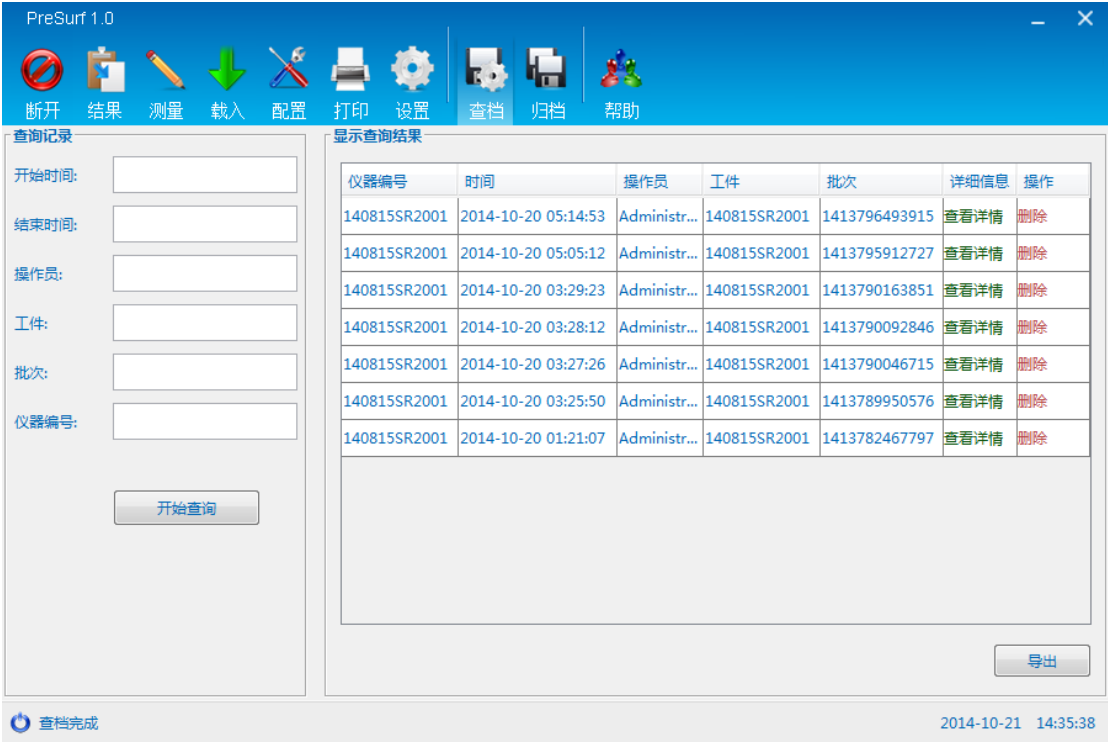 PreSurf 1.0
断开 结果 测量 载入 配置 打印 设置 查档 归档 帮助
查询记录
开始时间:
结束时间:
操作员:
工件:
批次:
仪器编号:
开始查询
显示查询结果
仪器编号 时间 操作员 工件 批次 详细信息 操作
140815SR2001 2014-10-20 05:14:53 Administr... 140815SR2001 1413796493915 查看详情 删除
140815SR2001 2014-10-20 05:05:12 Administr... 140815SR2001 1413795912727 查看详情 删除
140815SR2001 2014-10-20 03:29:23 Administr... 140815SR2001 1413790163851 查看详情 删除
140815SR2001 2014-10-20 03:28:12 Administr... 140815SR2001 1413790092846 查看详情 删除
140815SR2001 2014-10-20 03:27:26 Administr... 140815SR2001 1413790046715 查看详情 删除
140815SR2001 2014-10-20 03:25:50 Administr... 140815SR2001 1413789950576 查看详情 删除
140815SR2001 2014-10-20 01:21:07 Administr... 140815SR2001 1413782467797 查看详情 删除
导出
查档完成 2014-10-21 14:35:38